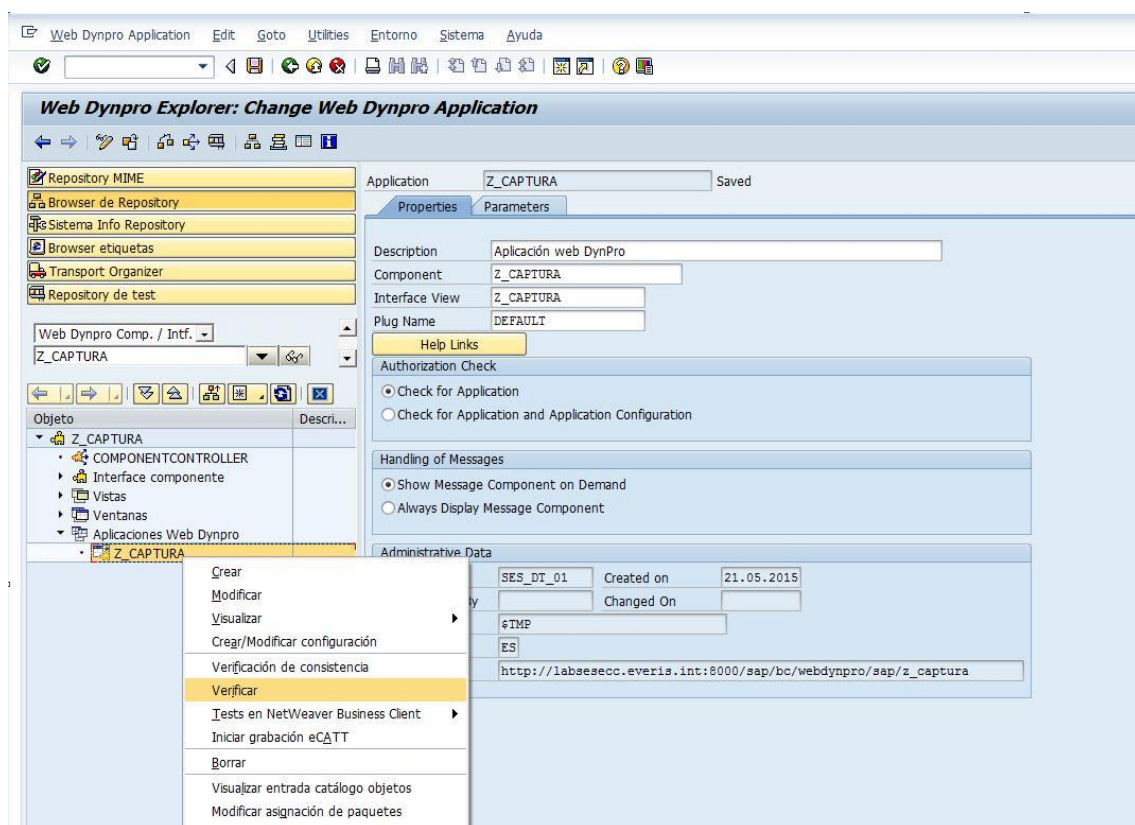 Web Dynpro Application Edit Goto Utilities Entorno Sistema Ayuda
Web Dynpro Explorer: Change Web Dynpro Application
Repository MIME
Browser de Repository
Sistema Info Repository
Browser etiquetas
Transport Organizer
Repository de test
Web Dynpro Comp. / Intf.
Z_CAPTURA
Objeto Descri...
Z_CAPTURA
COMPONENTCONTROLLER
Interface componente
Vistas
Ventanas
Aplicaciones Web Dynpro
Z_CAPTURA
Crear
Modificar
Visualizar
Crear/Modificar configuración
Verificación de consistencia
Verificar
Tests en NetWeaver Business Client
Iniciar grabación eCATT
Borrar
Visualizar entrada catálogo objetos
Modificar asignación de paquetes
Application Z_CAPTURA Saved
Properties Parameters
Description Aplicación web DynPro
Component Z_CAPTURA
Interface View Z_CAPTURA
Plug Name DEFAULT
Help Links
Authorization Check
Check for Application
Check for Application and Application Configuration
Handling of Messages
Show Message Component on Demand
Always Display Message Component
Administrative Data
SES_DT_01 Created on 21.05.2015
y Changed On
$TMP
ES
http://labsesecc.everis.int:8000/sap/bc/webdynpro/sap/z_captura